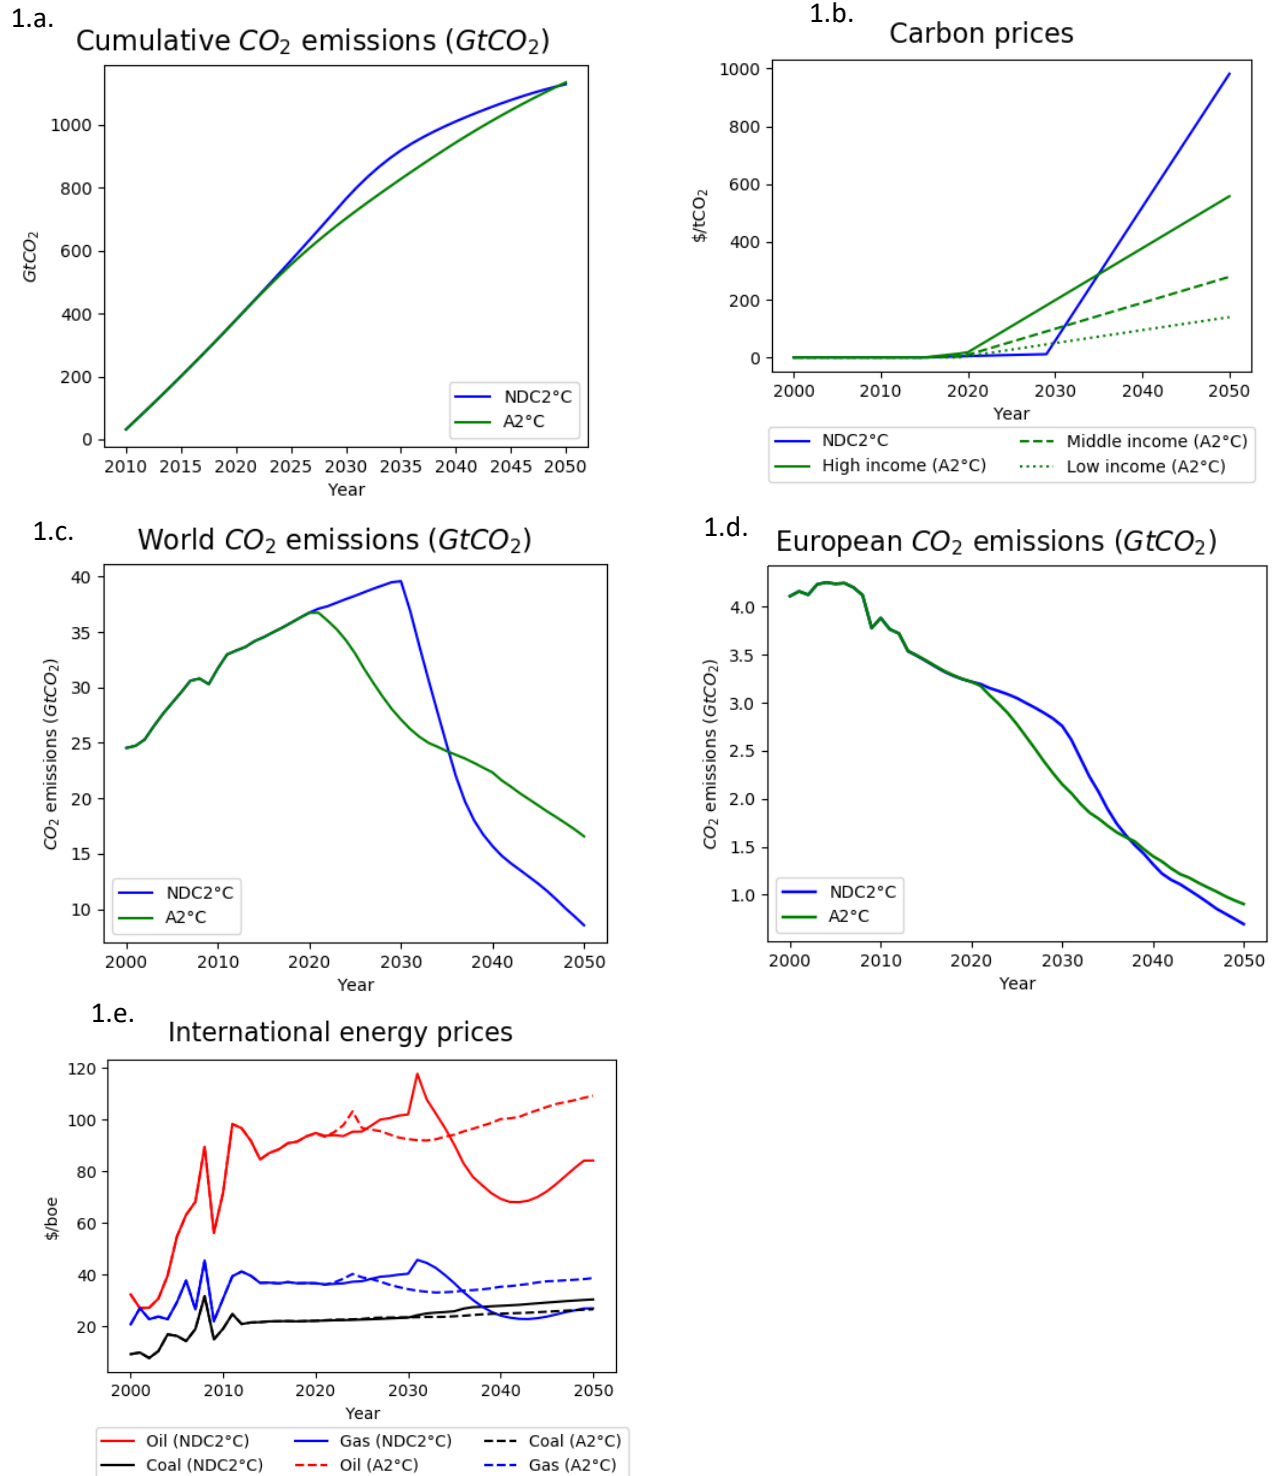 1.a.
Cumulative CO₂ emissions (GtCO₂)
GtCO₂
1000
800
600
400
200
0
NDC2°C
A2°C
2010 2015 2020 2025 2030 2035 2040 2045 2050
Year
1.b.
Carbon prices
$/tCO₂
1000
800
600
400
200
0
2000 2010 2020 2030 2040 2050
Year
NDC2°C
High income (A2°C)
Middle income (A2°C)
Low income (A2°C)
1.c.
World CO₂ emissions (GtCO₂)
CO₂ emissions (GtCO₂)
40
35
30
25
20
15
10
NDC2°C
A2°C
2000 2010 2020 2030 2040 2050
Year
1.d.
European CO₂ emissions (GtCO₂)
CO₂ emissions (GtCO₂)
4.0
3.5
3.0
2.5
2.0
1.5
1.0
NDC2°C
A2°C
2000 2010 2020 2030 2040 2050
Year
1.e.
International energy prices
$/boe
120
100
80
60
40
20
2000 2010 2020 2030 2040 2050
Year
Oil (NDC2°C)
Coal (NDC2°C)
Gas (NDC2°C)
Oil (A2°C)
Coal (A2°C)
Gas (A2°C)